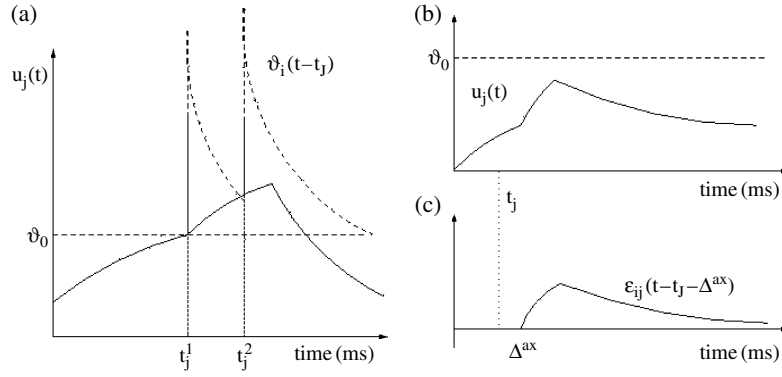 (a)
u_j(t)
ϑ_i(t−t_J)
ϑ_0
t_j^1
t_j^2
time (ms)
(b)
ϑ_0
u_j(t)
time (ms)
t_j
(c)
ε_ij(t−t_J−Δ^ax)
Δ^ax
time (ms)